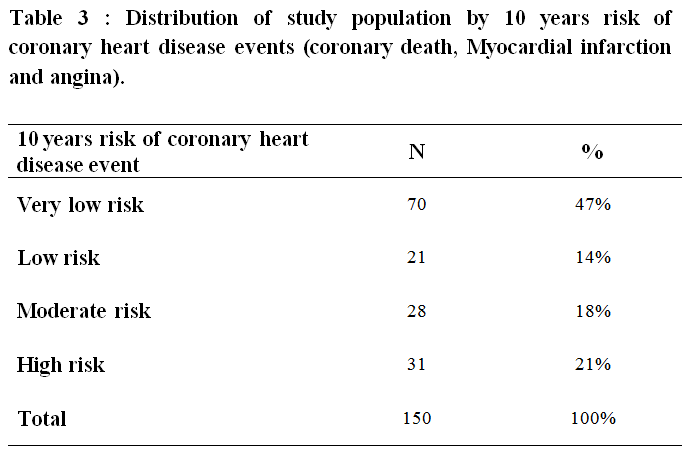 Table 3 : Distribution of study population by 10 years risk of
coronary heart disease events (coronary death, Myocardial infarction
and angina).
10 years risk of coronary heart
disease event N %
Very low risk 70 47%
Low risk 21 14%
Moderate risk 28 18%
High risk 31 21%
Total 150 100%